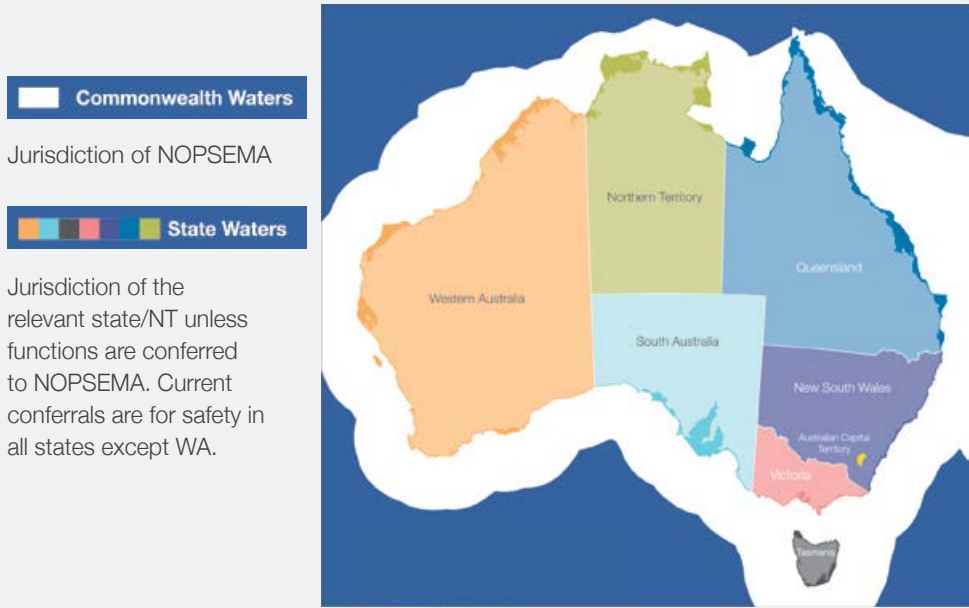 Commonwealth Waters
Jurisdiction of NOPSEMA
State Waters
Jurisdiction of the
relevant state/NT unless
functions are conferred
to NOPSEMA. Current
conferrals are for safety in
all states except WA.
Northern Territory
Queensland
Western Australia
South Australia
New South Wales
Australian Capital
Territory
Victoria
Tasmania